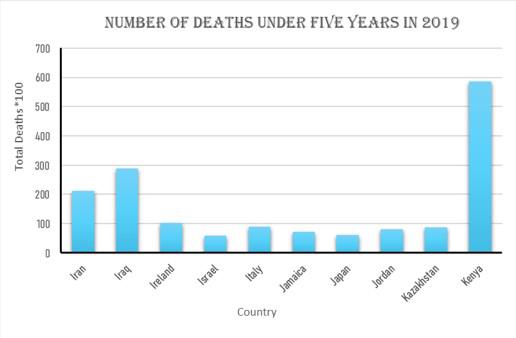 NUMBER OF DEATHS UNDER FIVE YEARS IN 2019
Total Deaths *100
700
600
500
400
300
200
100
0
Iran
Iraq
Ireland
Israel
Italy
Jamaica
Japan
Jordan
Kazakhstan
Kenya
Country